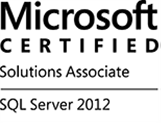 Microsoft
CERTIFIED
Solutions Associate
SQL Server 2012